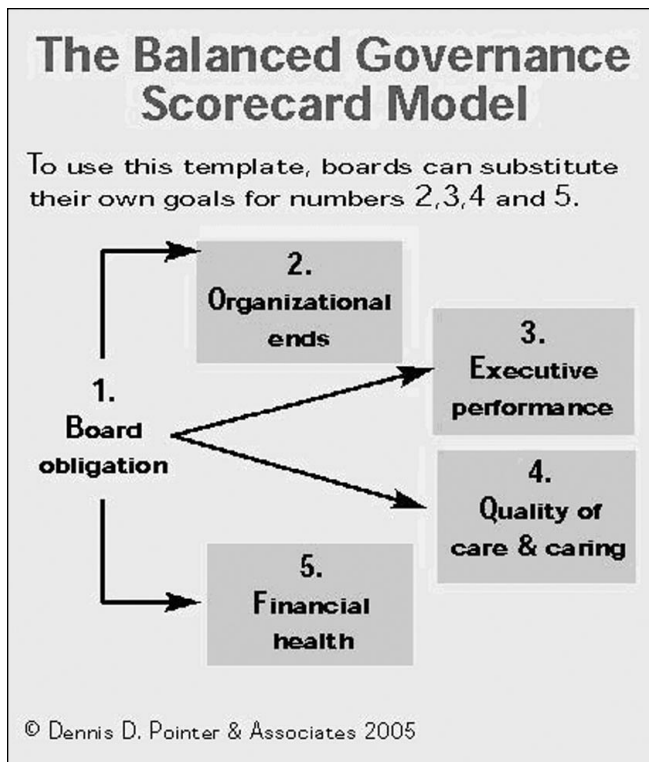 The Balanced Governance
Scorecard Model
To use this template, boards can substitute
their own goals for numbers 2,3,4 and 5.
2.
Organizational
ends
3.
Executive
performance
1.
Board
obligation
4.
Quality of
care & caring
5.
Financial
health
© Dennis D. Pointer & Associates 2005